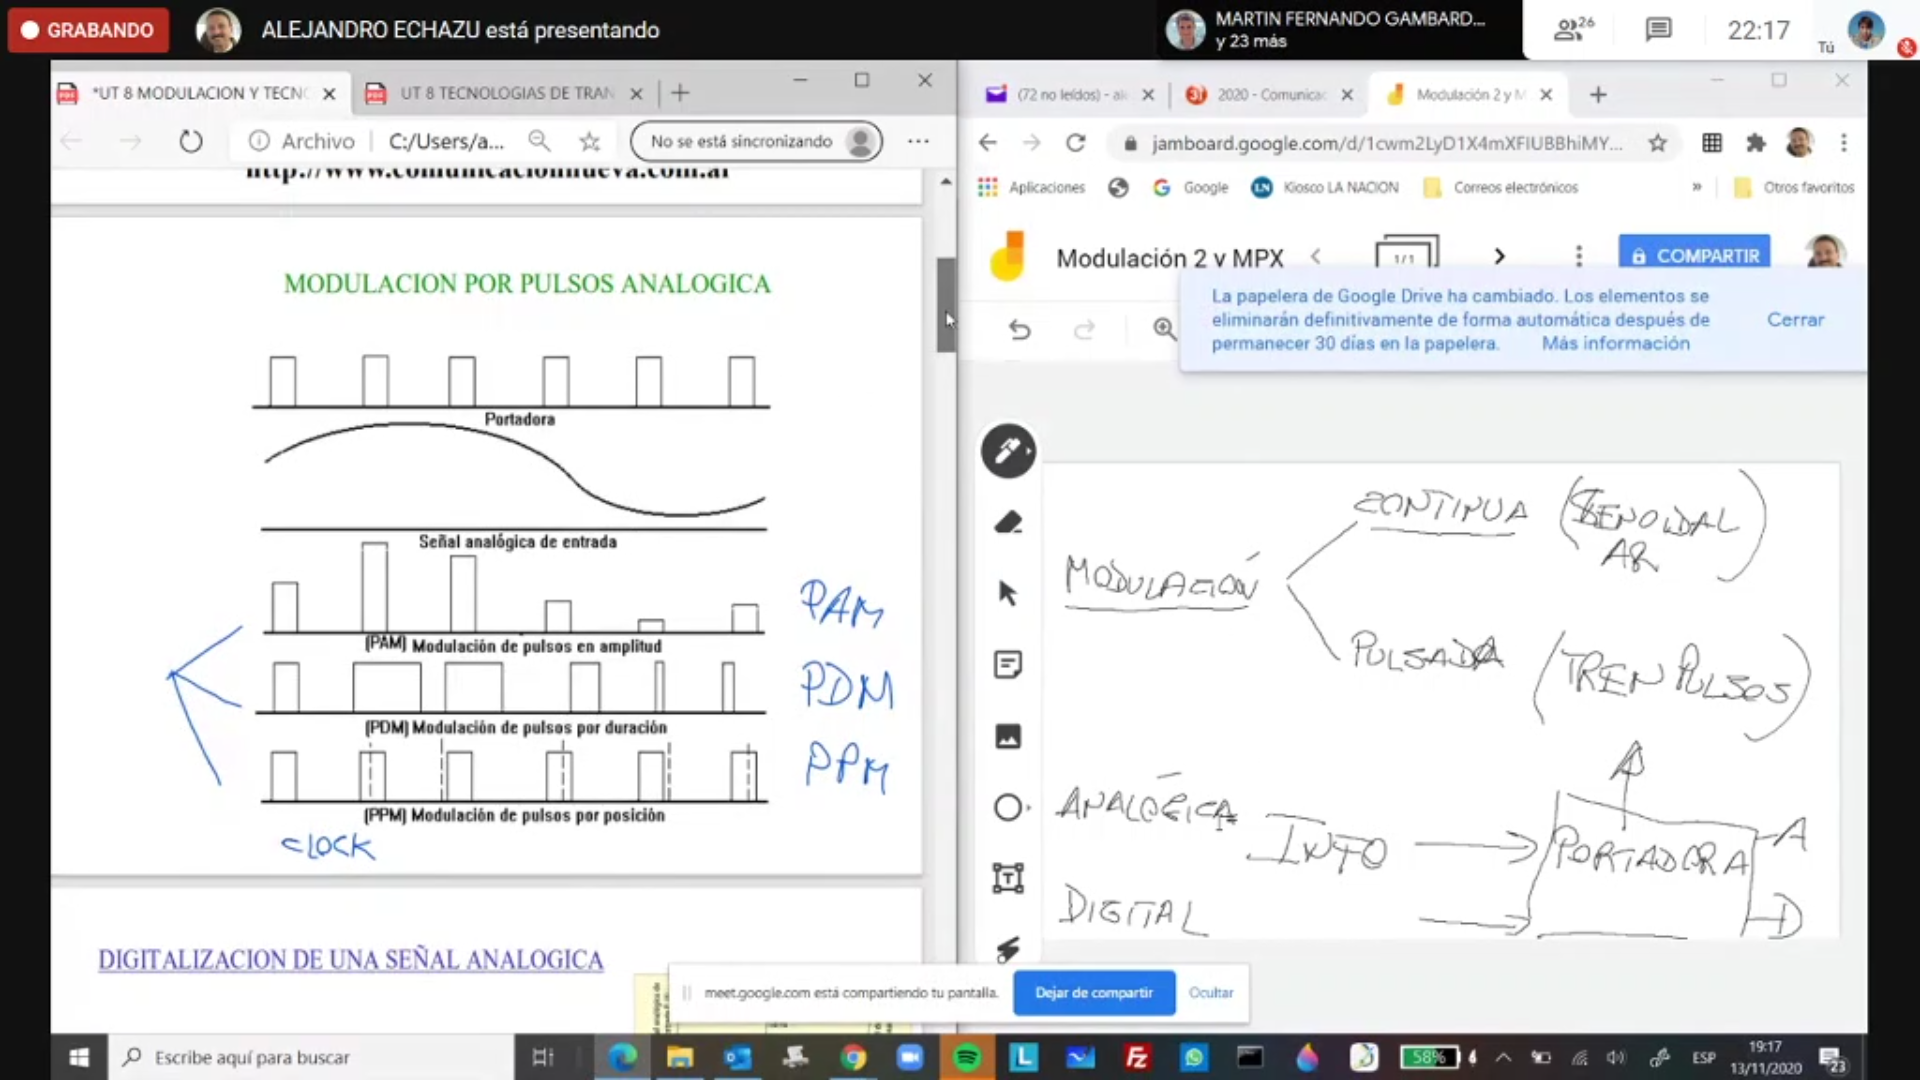 GRABANDO
ALEJANDRO ECHAZU está presentando
MARTIN FERNANDO GAMBARD...
y 23 más
26
22:17
Tú
*UT 8 MODULACION Y TECNO
UT 8 TECNOLOGIAS DE TRAN
Archivo
C:/Users/a...
No se está sincronizando
http://www.comunicacionnueva.com.ar
MODULACION POR PULSOS ANALOGICA
Portadora
Señal analógica de entrada
(PAM) Modulación de pulsos en amplitud
PAM
(PDM) Modulación de pulsos por duración
PDM
(PPM) Modulación de pulsos por posición
PPM
CLOCK
DIGITALIZACION DE UNA SEÑAL ANALOGICA
(72 no leídos) - al
2020 - Comunicac
Modulación 2 y M
jamboard.google.com/d/1cwm2LyD1X4mXFIUBBhiMY...
Aplicaciones
Google
LN
Kiosco LA NACION
Correos electrónicos
»
Otros favoritos
Modulación 2 y MPX
1/1
COMPARTIR
La papelera de Google Drive ha cambiado. Los elementos se
eliminarán definitivamente de forma automática después de
permanecer 30 días en la papelera.
Más información
Cerrar
MODULACIÓN
CONTINUA (SENOIDAL
PULSADA (TREN PULSOS)
ANALÓGICA
INFO
PORTADORA
A
D
DIGITAL
meet.google.com está compartiendo tu pantalla.
Dejar de compartir
Ocultar
Escribe aquí para buscar
58%
ESP
19:17
13/11/2020
23